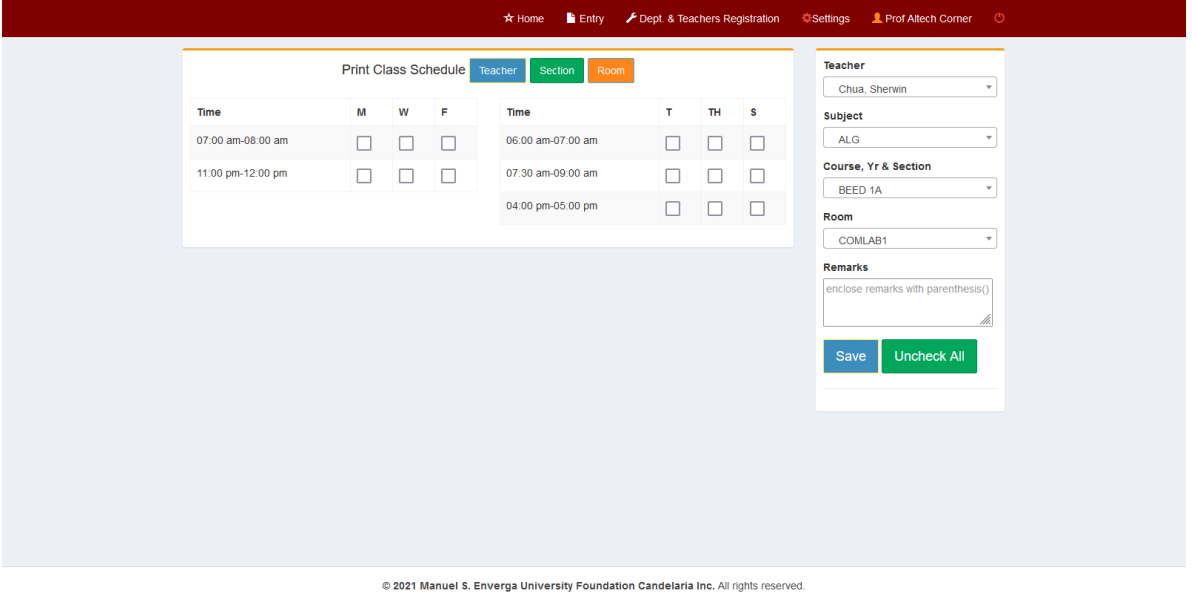 Home Entry Dept. & Teachers Registration Settings Prof Altech Corner
Print Class Schedule Teacher Section Room
Time M W F
07:00 am-08:00 am
11:00 pm-12:00 pm
Time T TH S
06:00 am-07:00 am
07:30 am-09:00 am
04:00 pm-05:00 pm
Teacher
Chua, Sherwin
Subject
ALG
Course, Yr & Section
BEED 1A
Room
COMLAB1
Remarks
enclose remarks with parenthesis()
Save Uncheck All
© 2021 Manuel S. Enverga University Foundation Candelaria Inc. All rights reserved.